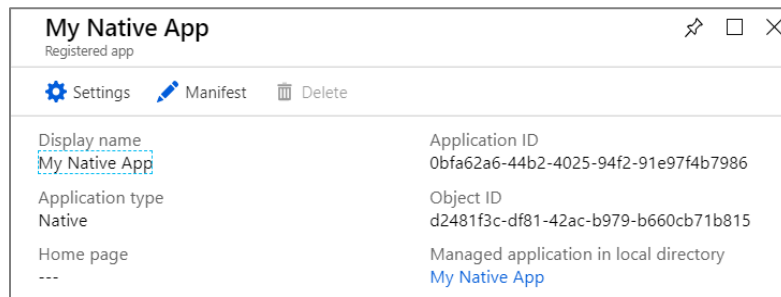 My Native App
Registered app
Settings Manifest Delete
Display name
My Native App
Application ID
0bfa62a6-44b2-4025-94f2-91e97f4b7986
Application type
Native
Object ID
d2481f3c-df81-42ac-b979-b660cb71b815
Home page
---
Managed application in local directory
My Native App